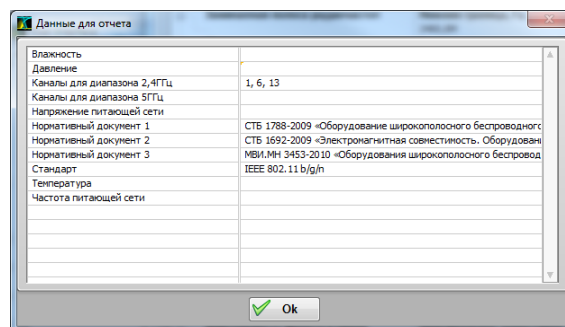 Данные для отчета
Влажность
Давление
Каналы для диапазона 2,4ГГц 1, 6, 13
Каналы для диапазона 5ГГц
Напряжение питающей сети
Нормативный документ 1 СТБ 1788-2009 «Оборудование широкополосного беспроводного
Нормативный документ 2 СТБ 1692-2009 «Электромагнитная совместимость. Оборудован
Нормативный документ 3 МВИ.МН 3453-2010 «Оборудования широкополосного беспровод
Стандарт IEEE 802.11 b/g/n
Температура
Частота питающей сети
Ok